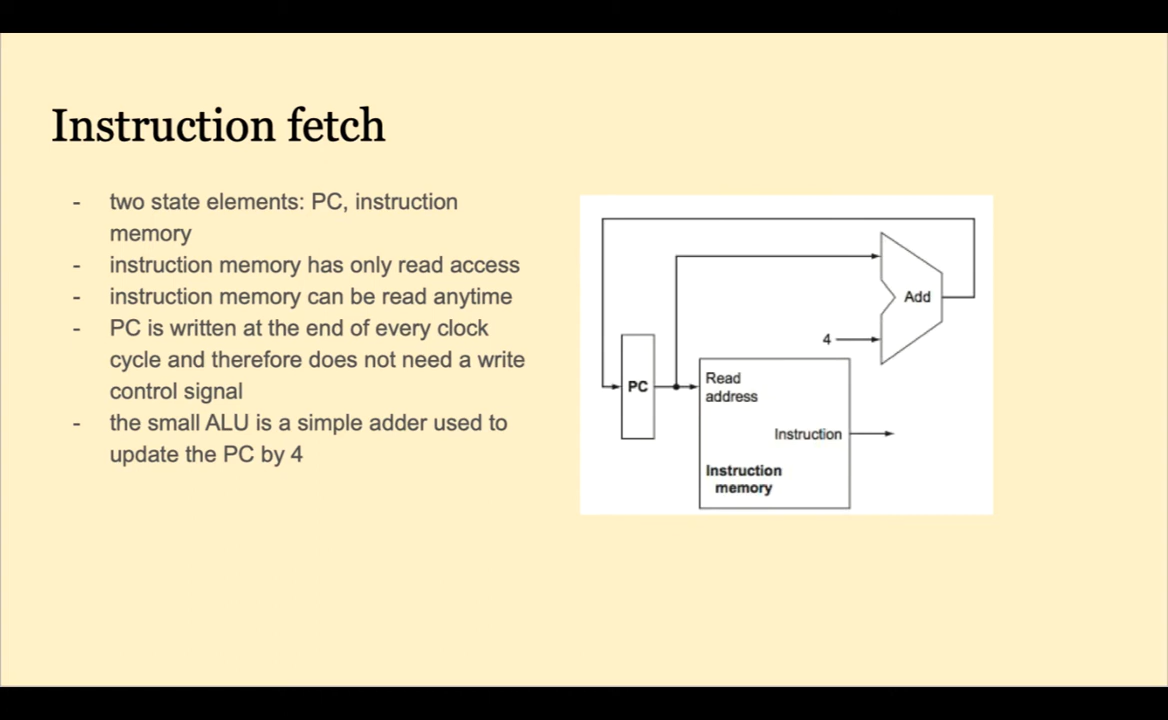 Instruction fetch
- two state elements: PC, instruction
memory
- instruction memory has only read access
- instruction memory can be read anytime
- PC is written at the end of every clock
cycle and therefore does not need a write
control signal
- the small ALU is a simple adder used to
update the PC by 4
Add
4
PC
Read
address
Instruction
Instruction
memory